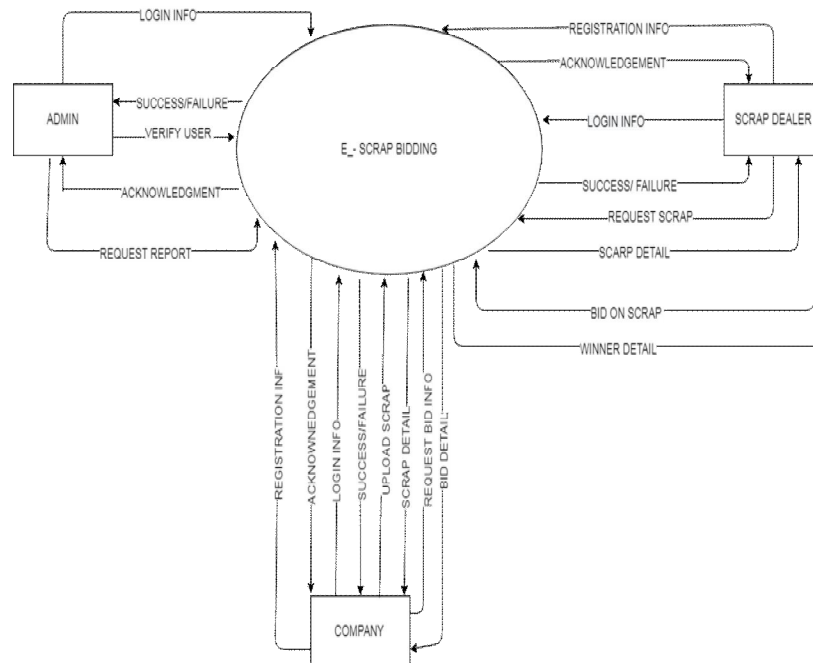 LOGIN INFO
REGISTRATION INFO
ACKNOWLEDGEMENT
SUCCESS/FAILURE
ADMIN
VERIFY USER
E_- SCRAP BIDDING
LOGIN INFO
SCRAP DEALER
ACKNOWLEDGMENT
SUCCESS/ FAILURE
REQUEST SCRAP
REQUEST REPORT
SCARP DETAIL
BID ON SCRAP
WINNER DETAIL
REGISTRATION INF
ACKNOWNEDGEMENT
LOGIN INFO
SUCCESS/FAILURE
UPLOAD SCRAP
SCRAP DETAIL
REQUEST BID INFO
BID DETAIL
COMPANY